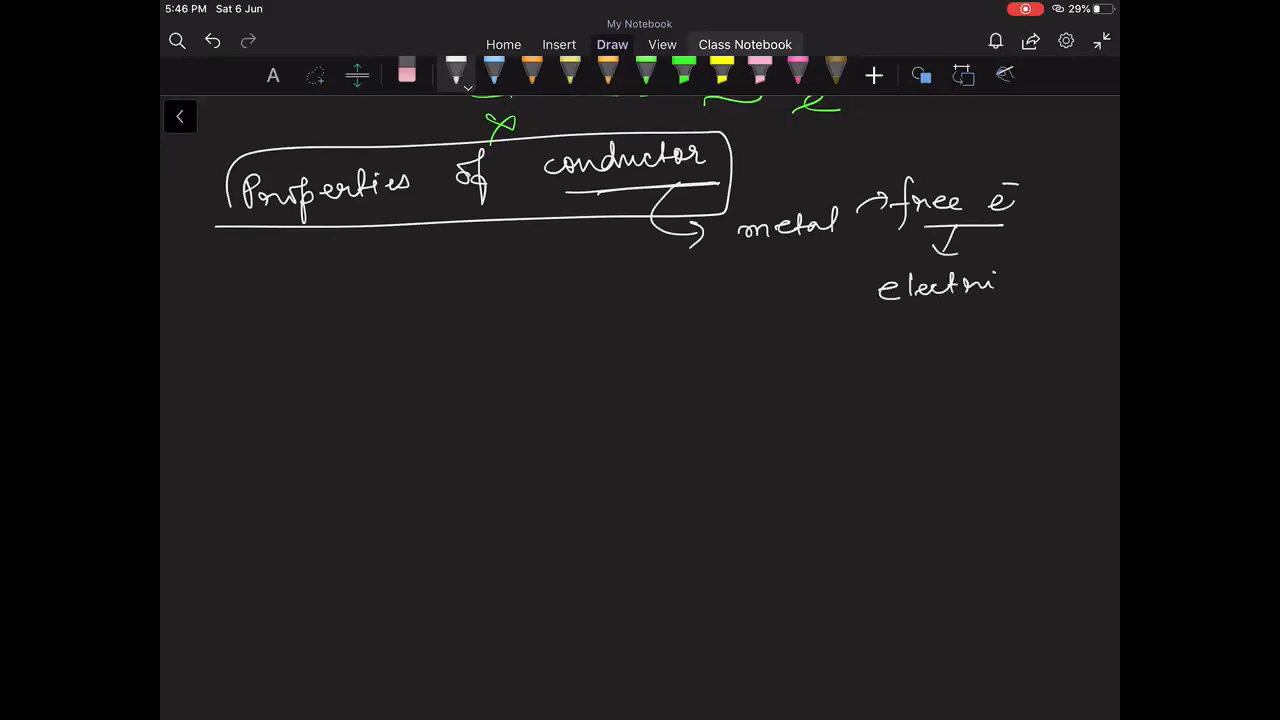 5:46 PM Sat 6 Jun
29%
My Notebook
Home Insert Draw View Class Notebook
A
Properties of conductor
metal → free e⁻
electri